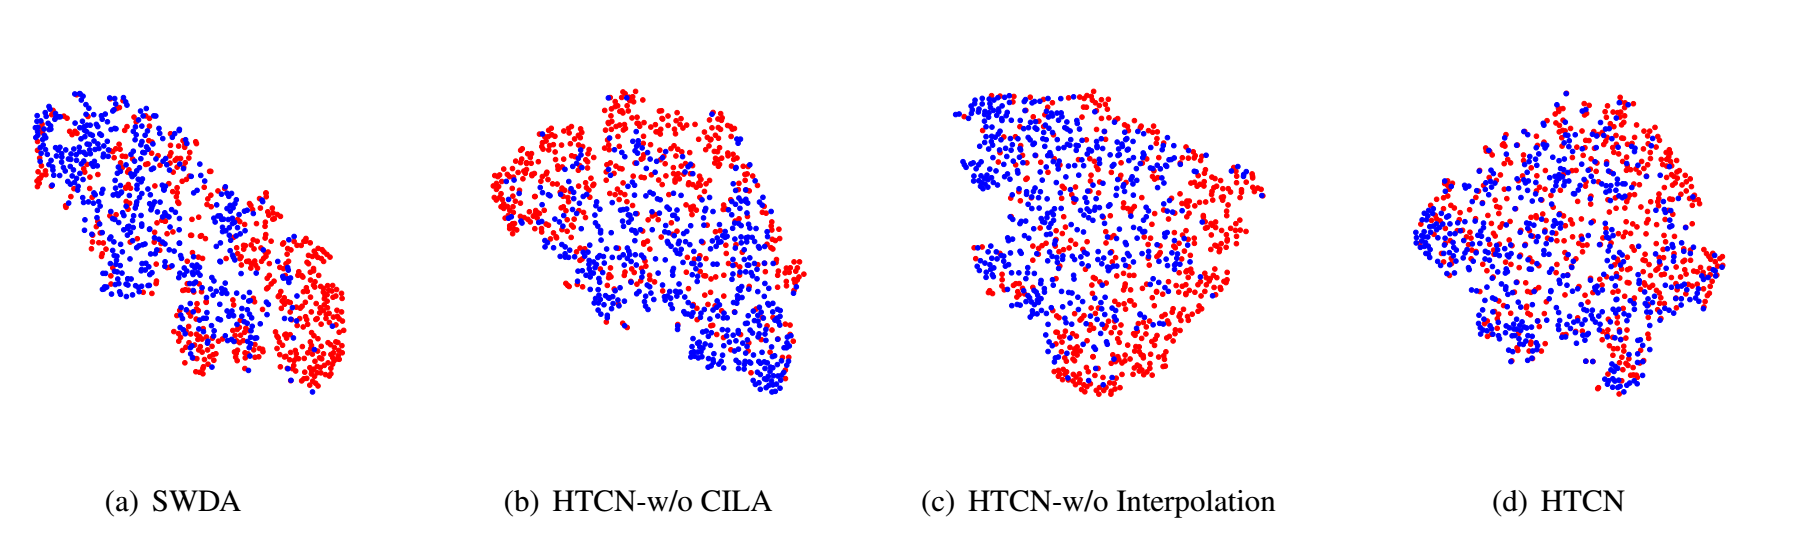 (a) SWDA (b) HTCN-w/o CILA (c) HTCN-w/o Interpolation (d) HTCN